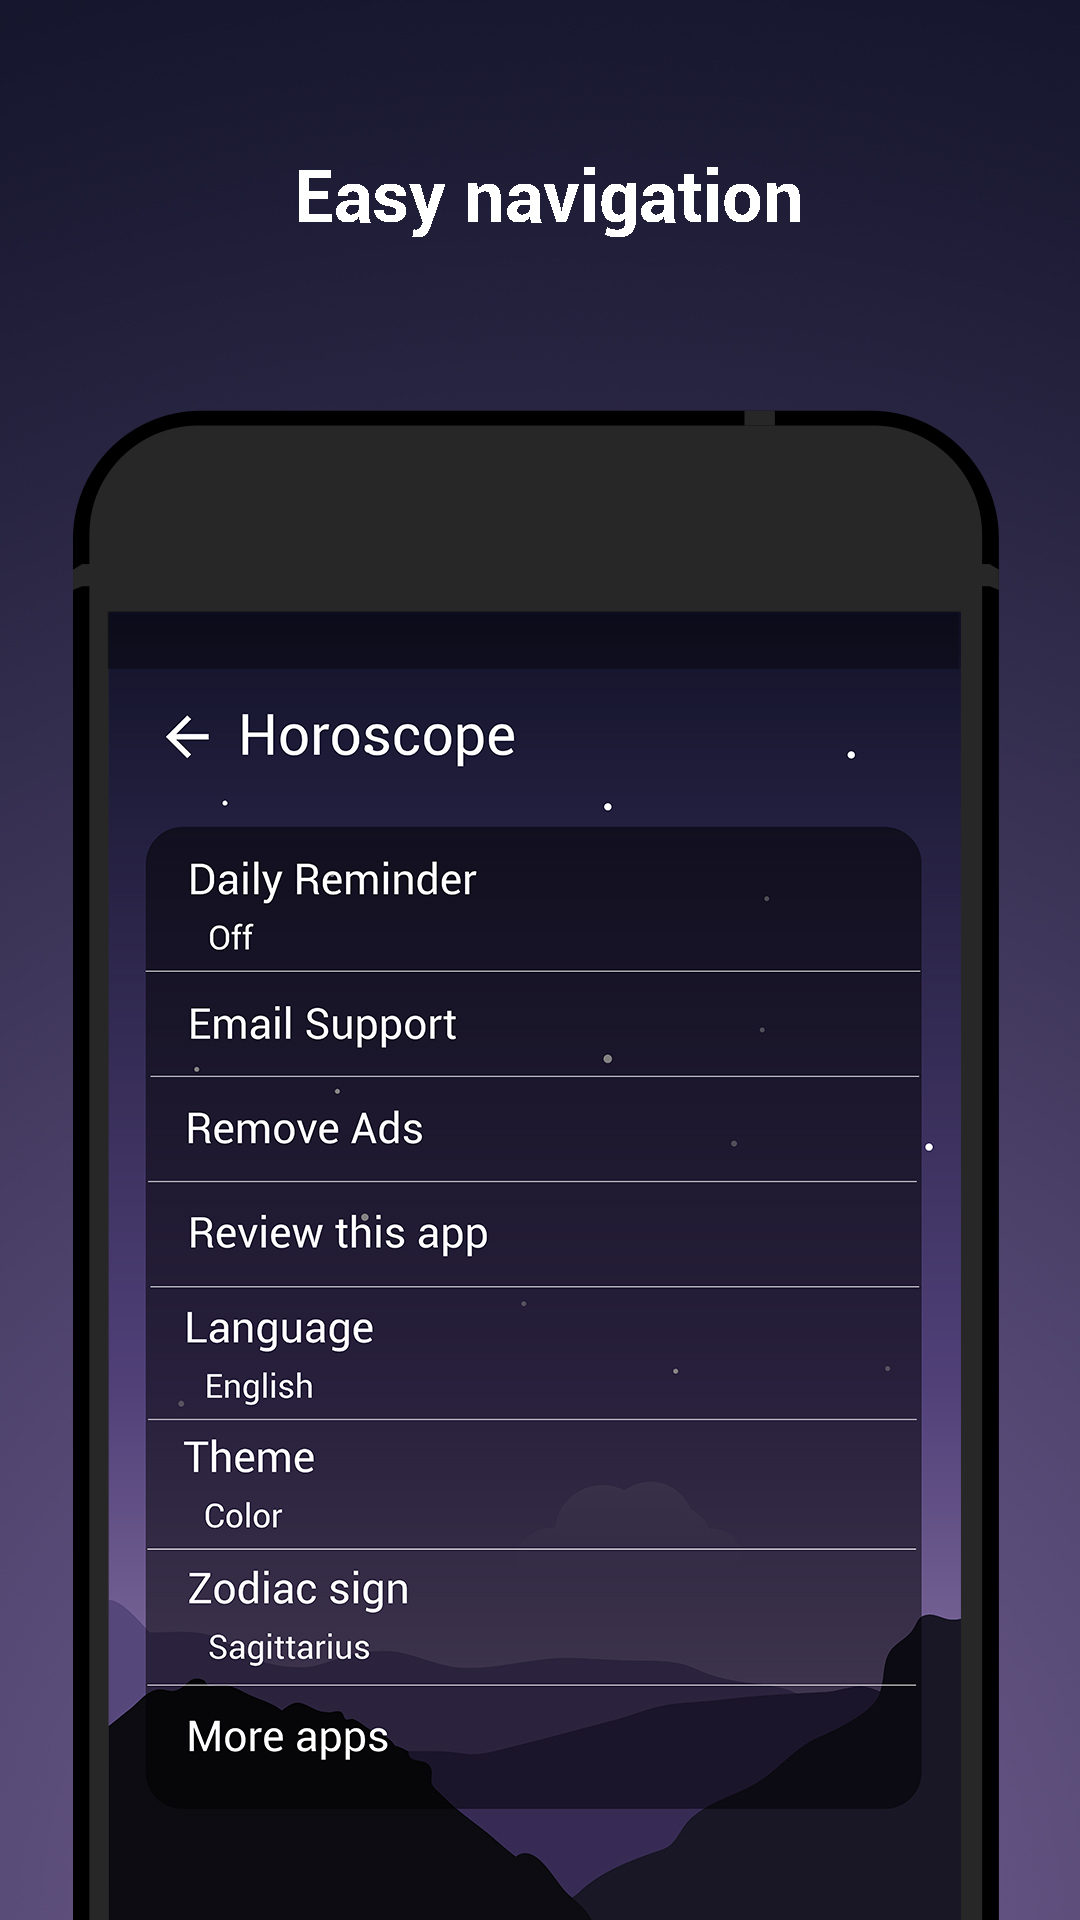 Easy navigation
Horoscope
Daily Reminder
Off
Email Support
Remove Ads
Review this app
Language
English
Theme
Color
Zodiac sign
Sagittarius
More apps